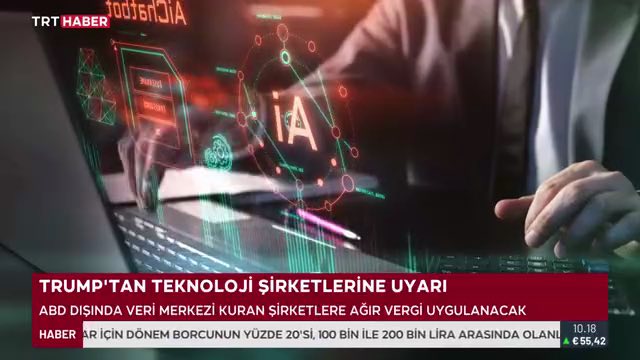 TRT HABER
AiChatbot
iA
TRUMP'TAN TEKNOLOJİ ŞİRKETLERİNE UYARI
ABD DIŞINDA VERİ MERKEZİ KURAN ŞİRKETLERE AĞIR VERGİ UYGULANACAK
HABER
AR İÇİN DÖNEM BORCUNUN YÜZDE 20'Sİ, 100 BİN İLE 200 BİN LİRA ARASINDA OLANL
10.18
▲ € 55,42